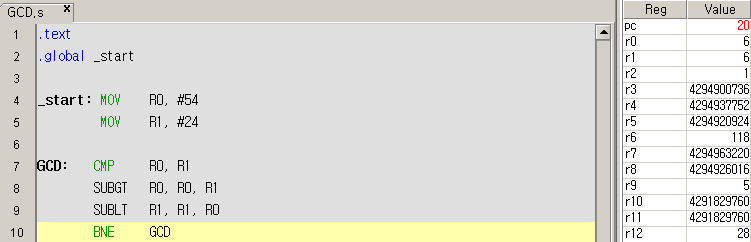 GCD.s x
1 .text
2 .global _start
3
4 _start: MOV R0, #54
5 MOV R1, #24
6
7 GCD: CMP R0, R1
8 SUBGT R0, R0, R1
9 SUBLT R1, R1, R0
10 BNE GCD
Reg Value
pc 20
r0 6
r1 6
r2 1
r3 4294900736
r4 4294937752
r5 4294920924
r6 118
r7 4294963220
r8 4294926016
r9 5
r10 4291829760
r11 4291829760
r12 28